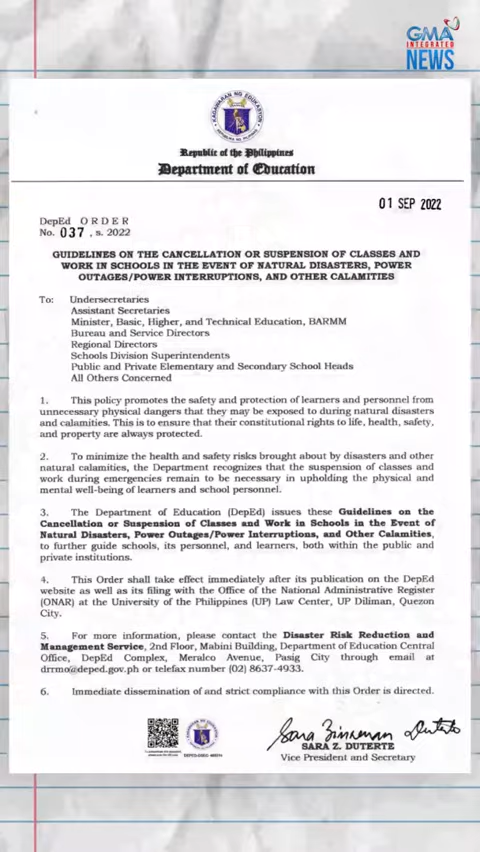 GMA
INTEGRATED
NEWS
KAGAWARAN NG EDUKASYON
REPUBLIKA NG PILIPINAS
Republic of the Philippines
Department of Education
01 SEP 2022
DepEd ORDER
No. 037, s. 2022
GUIDELINES ON THE CANCELLATION OR SUSPENSION OF CLASSES AND
WORK IN SCHOOLS IN THE EVENT OF NATURAL DISASTERS, POWER
OUTAGES/POWER INTERRUPTIONS, AND OTHER CALAMITIES
To: Undersecretaries
Assistant Secretaries
Minister, Basic, Higher, and Technical Education, BARMM
Bureau and Service Directors
Regional Directors
Schools Division Superintendents
Public and Private Elementary and Secondary School Heads
All Others Concerned
1. This policy promotes the safety and protection of learners and personnel from
unnecessary physical dangers that they may be exposed to during natural disasters
and calamities. This is to ensure that their constitutional rights to life, health, safety,
and property are always protected.
2. To minimize the health and safety risks brought about by disasters and other
natural calamities, the Department recognizes that the suspension of classes and
work during emergencies remain to be necessary in upholding the physical and
mental well-being of learners and school personnel.
3. The Department of Education (DepEd) issues these Guidelines on the
Cancellation or Suspension of Classes and Work in Schools in the Event of
Natural Disasters, Power Outages/Power Interruptions, and Other Calamities,
to further guide schools, its personnel, and learners, both within the public and
private institutions.
4. This Order shall take effect immediately after its publication on the DepEd
website as well as its filing with the Office of the National Administrative Register
(ONAR) at the University of the Philippines (UP) Law Center, UP Diliman, Quezon
City.
5. For more information, please contact the Disaster Risk Reduction and
Management Service, 2nd Floor, Mabini Building, Department of Education Central
Office, DepEd Complex, Meralco Avenue, Pasig City through email at
drrmo@deped.gov.ph or telefax number (02) 8637-4933.
6. Immediate dissemination of and strict compliance with this Order is directed.
Sara Zimmerman Duterte
SARA Z. DUTERTE
Vice President and Secretary